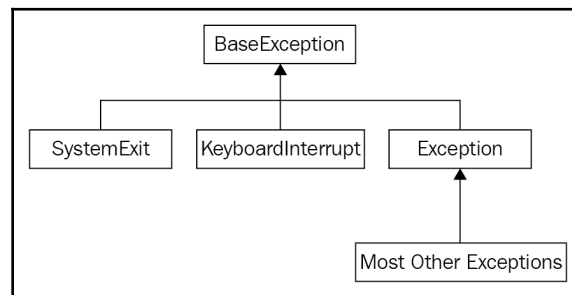 BaseException
SystemExit
KeyboardInterrupt
Exception
Most Other Exceptions